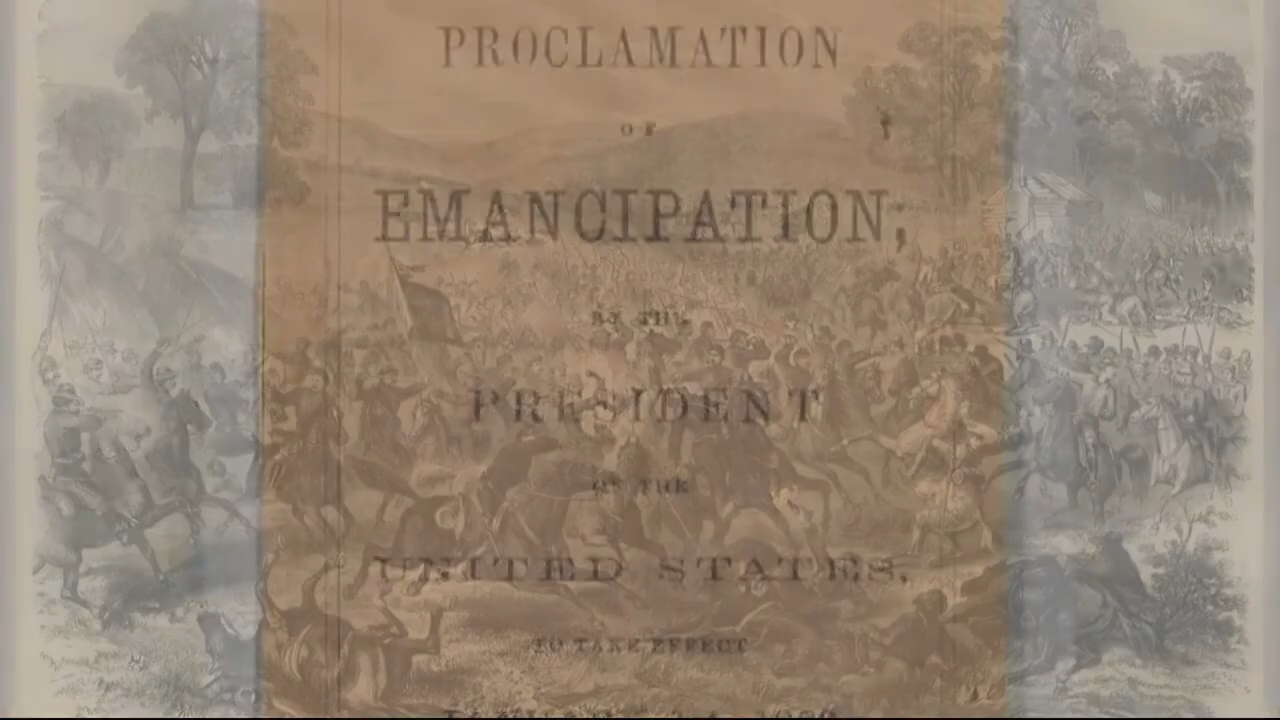 PROCLAMATION
OF
EMANCIPATION;
BY THE
PRESIDENT
OF THE
UNITED STATES,
TO TAKE EFFECT